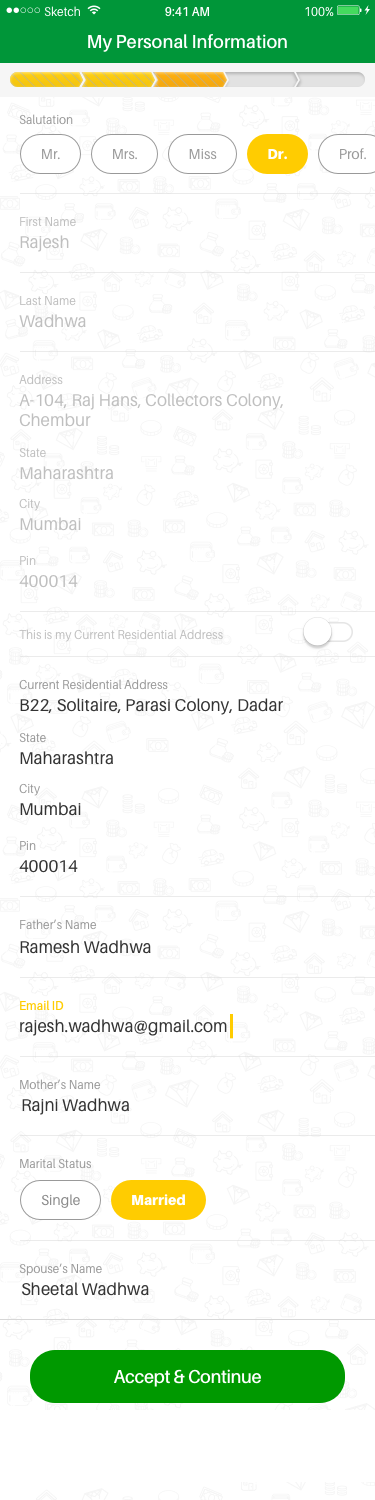 Sketch 9:41 AM 100%
My Personal Information
Salutation
Mr. Mrs. Miss Dr. Prof.
First Name
Rajesh
Last Name
Wadhwa
Address
A-104, Raj Hans, Collectors Colony,
Chembur
State
Maharashtra
City
Mumbai
Pin
400014
This is my Current Residential Address
Current Residential Address
B22, Solitaire, Parasi Colony, Dadar
State
Maharashtra
City
Mumbai
Pin
400014
Father's Name
Ramesh Wadhwa
Email ID
rajesh.wadhwa@gmail.com
Mother's Name
Rajni Wadhwa
Marital Status
Single Married
Spouse's Name
Sheetal Wadhwa
Accept & Continue